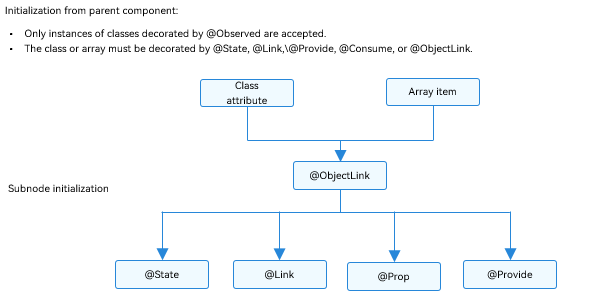 Initialization from parent component:
• Only instances of classes decorated by @Observed are accepted.
• The class or array must be decorated by @State, @Link,\@Provide, @Consume, or @ObjectLink.
Class
attribute
Array item
@ObjectLink
Subnode initialization
@State
@Link
@Prop
@Provide